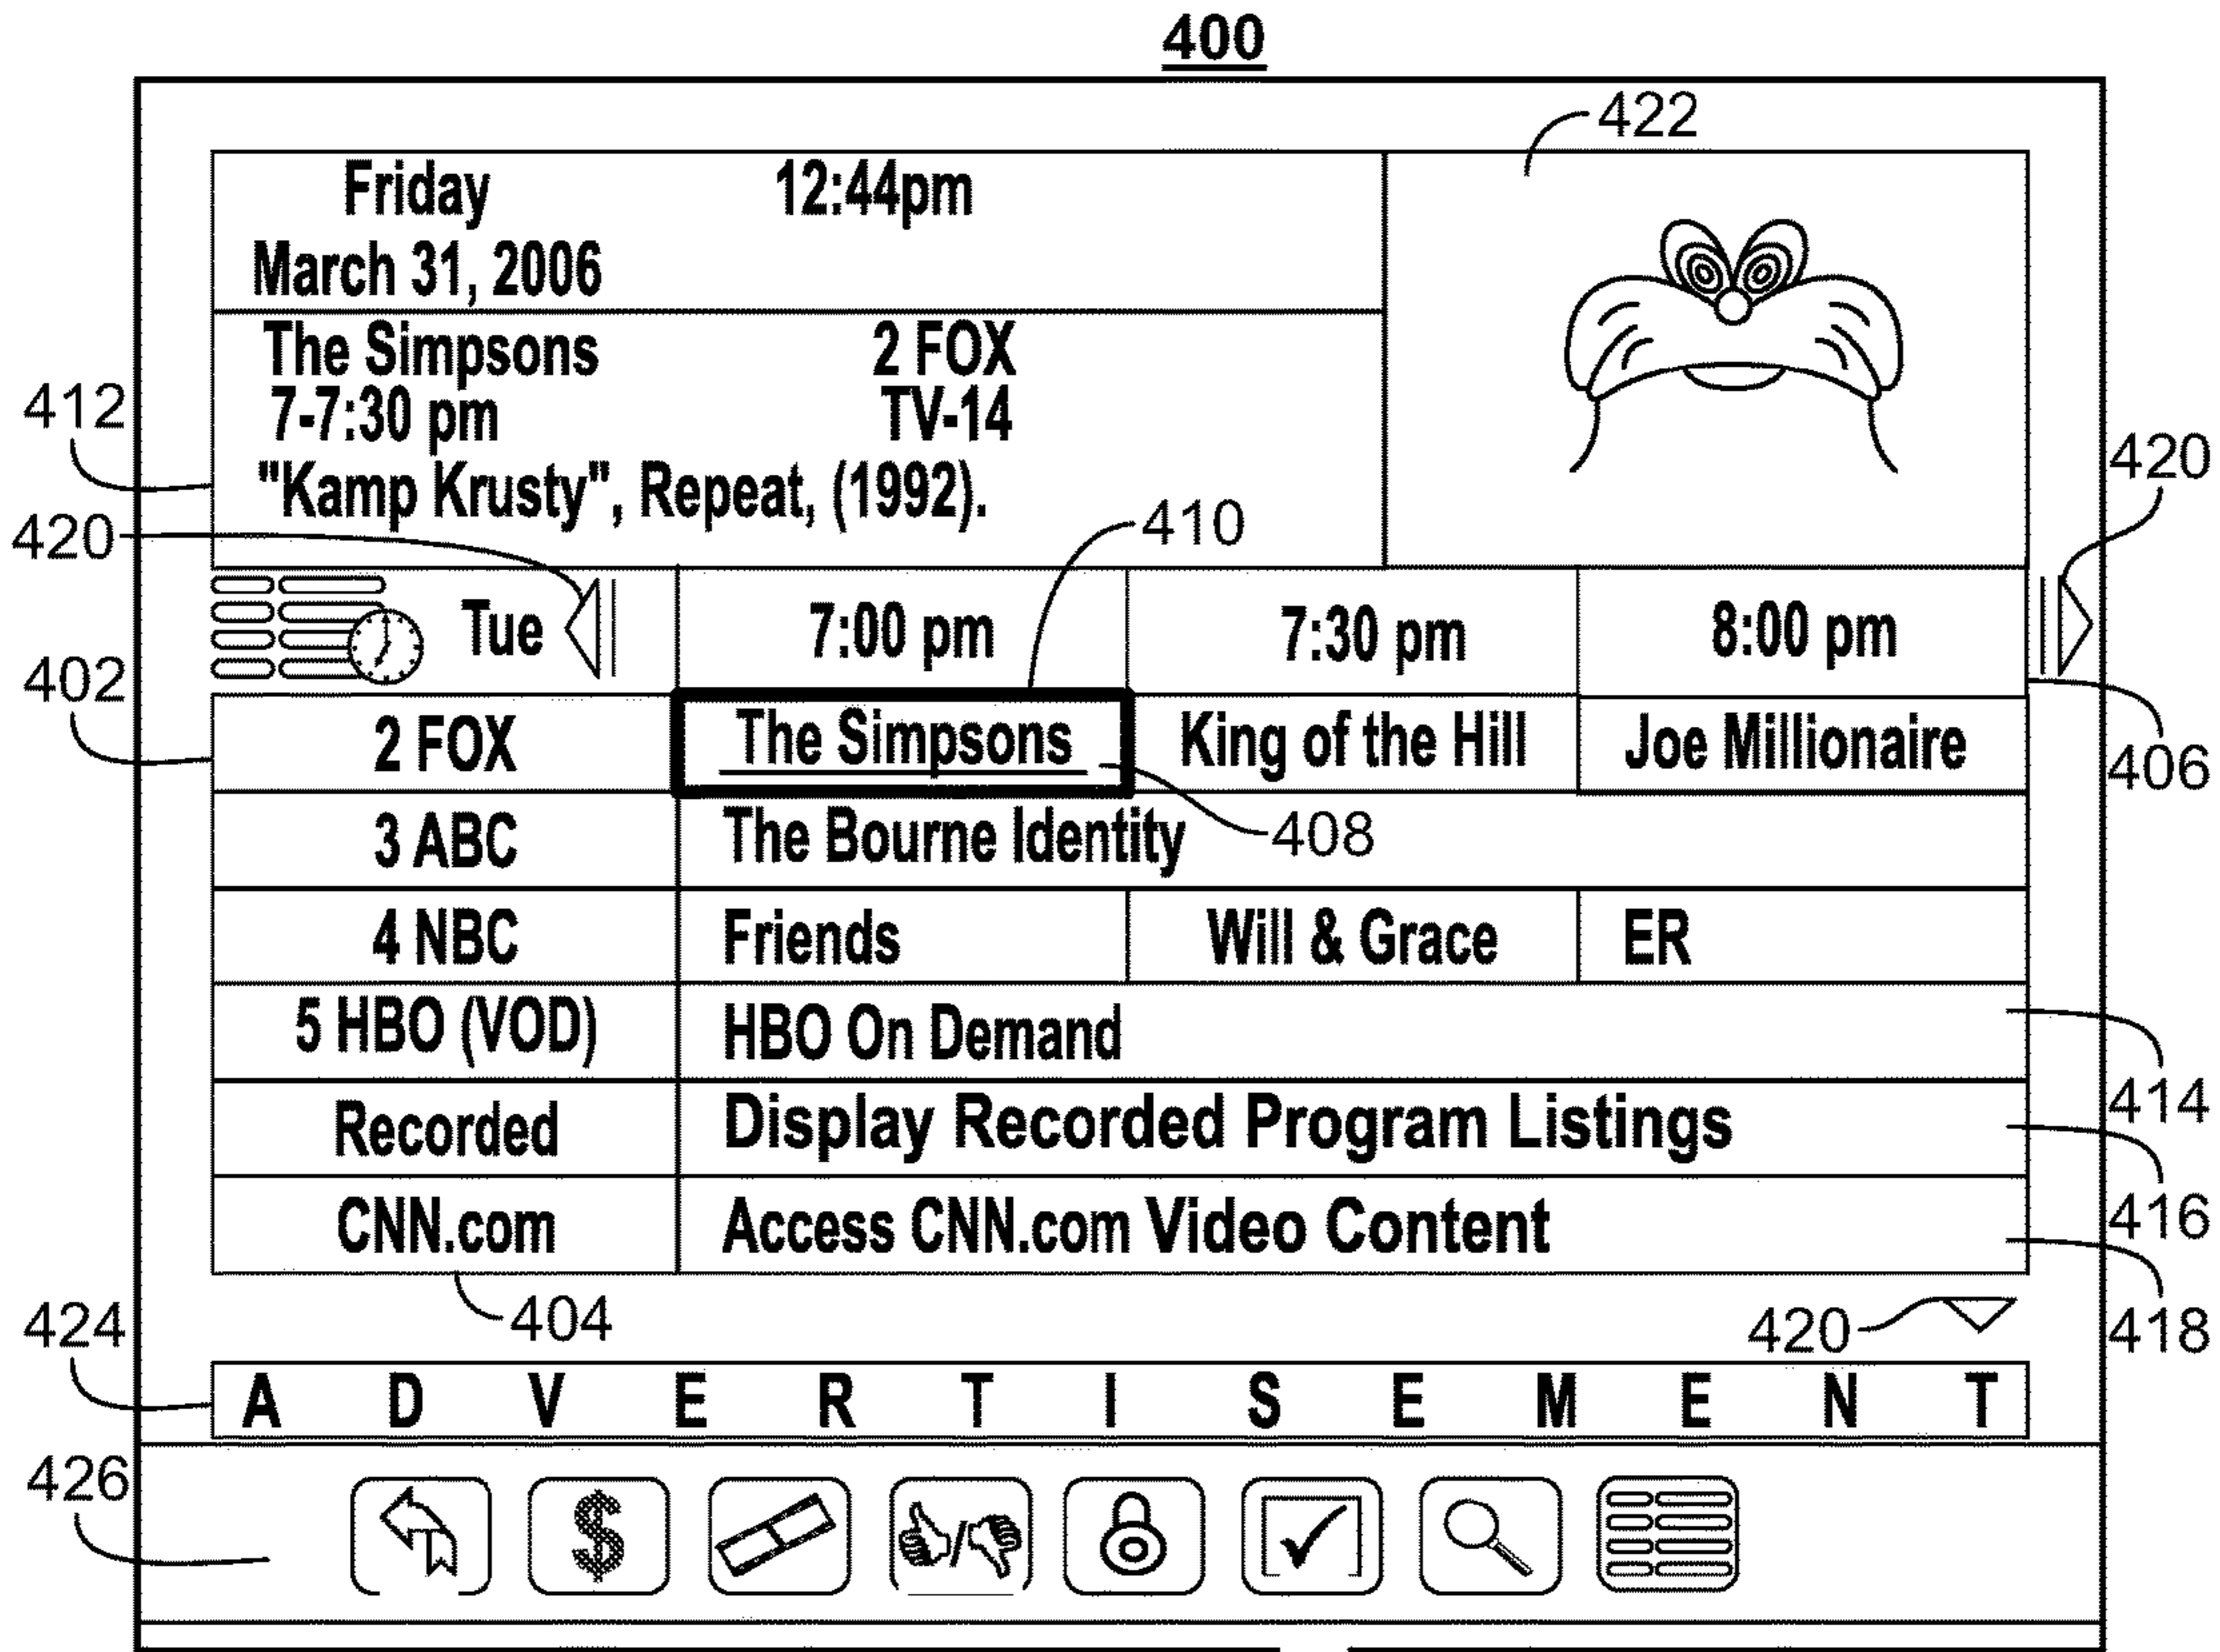 400
422
Friday 12:44pm
March 31, 2006
The Simpsons 2 FOX
412
7-7:30 pm TV-14
420
"Kamp Krusty", Repeat, (1992).
420
410
Tue 7:00 pm 7:30 pm 8:00 pm
402
2 FOX The Simpsons King of the Hill Joe Millionaire
406
3 ABC The Bourne Identity
408
4 NBC Friends Will & Grace ER
5 HBO (VOD) HBO On Demand
414
Recorded Display Recorded Program Listings
416
CNN.com Access CNN.com Video Content
424
404
420
418
A D V E R T I S E M E N T
426
$
/